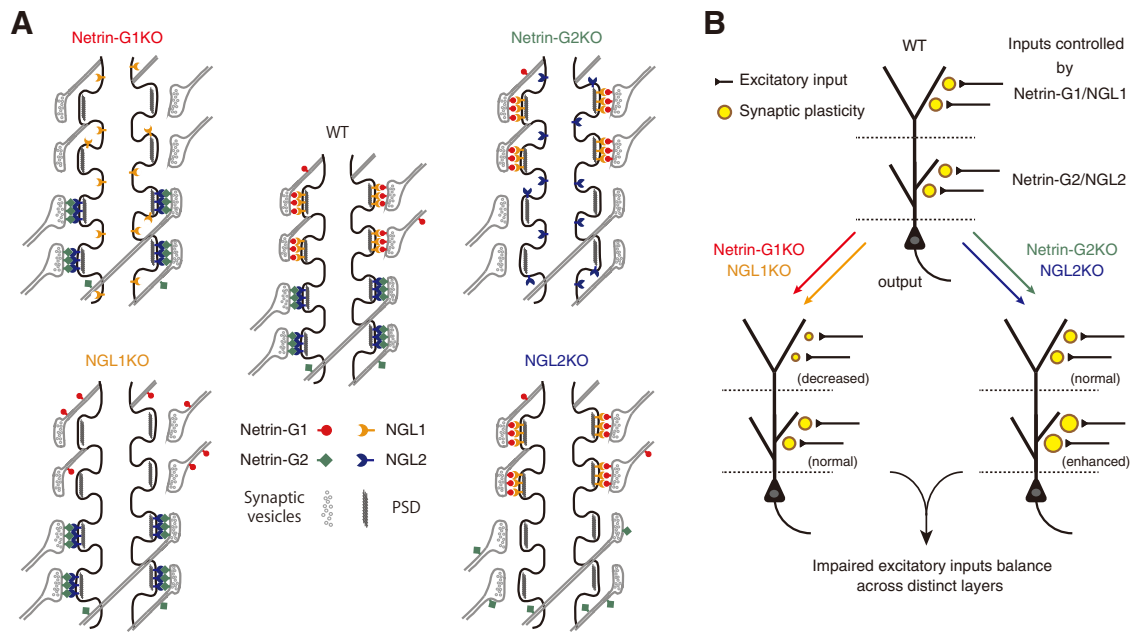 A
Netrin-G1KO
Netrin-G2KO
WT
NGL1KO
NGL2KO
Netrin-G1
NGL1
Netrin-G2
NGL2
Synaptic
vesicles
PSD
B
WT
Inputs controlled
by
Netrin-G1/NGL1
Excitatory input
Synaptic plasticity
Netrin-G2/NGL2
Netrin-G1KO
NGL1KO
Netrin-G2KO
NGL2KO
output
(decreased)
(normal)
(normal)
(enhanced)
Impaired excitatory inputs balance
across distinct layers